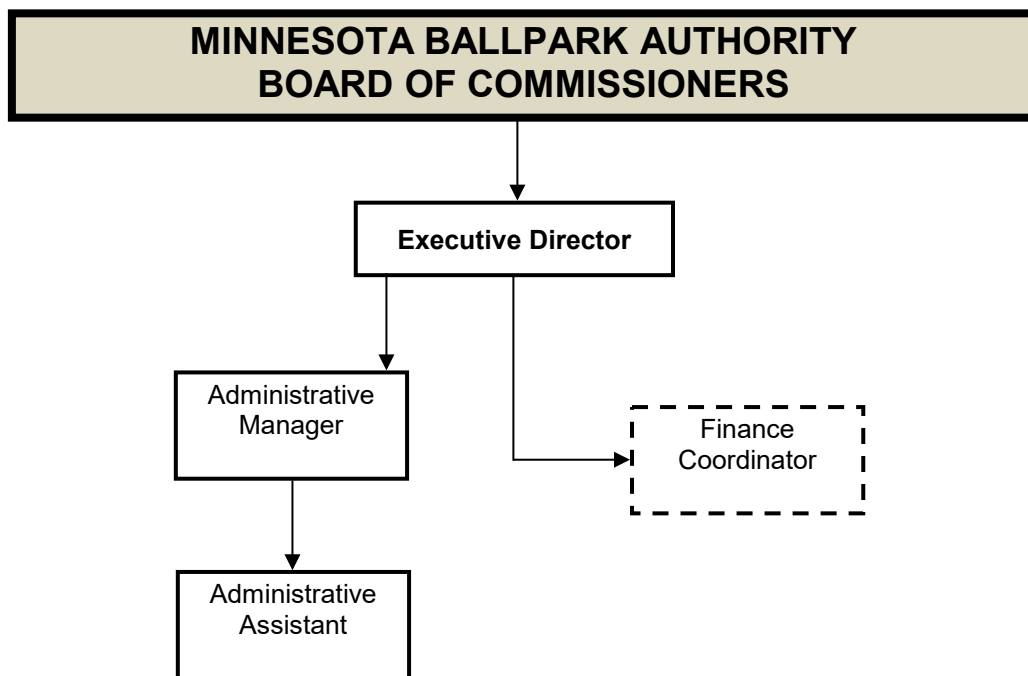 MINNESOTA BALLPARK AUTHORITY
BOARD OF COMMISSIONERS
Executive Director
Administrative
Manager
Finance
Coordinator
Administrative
Assistant